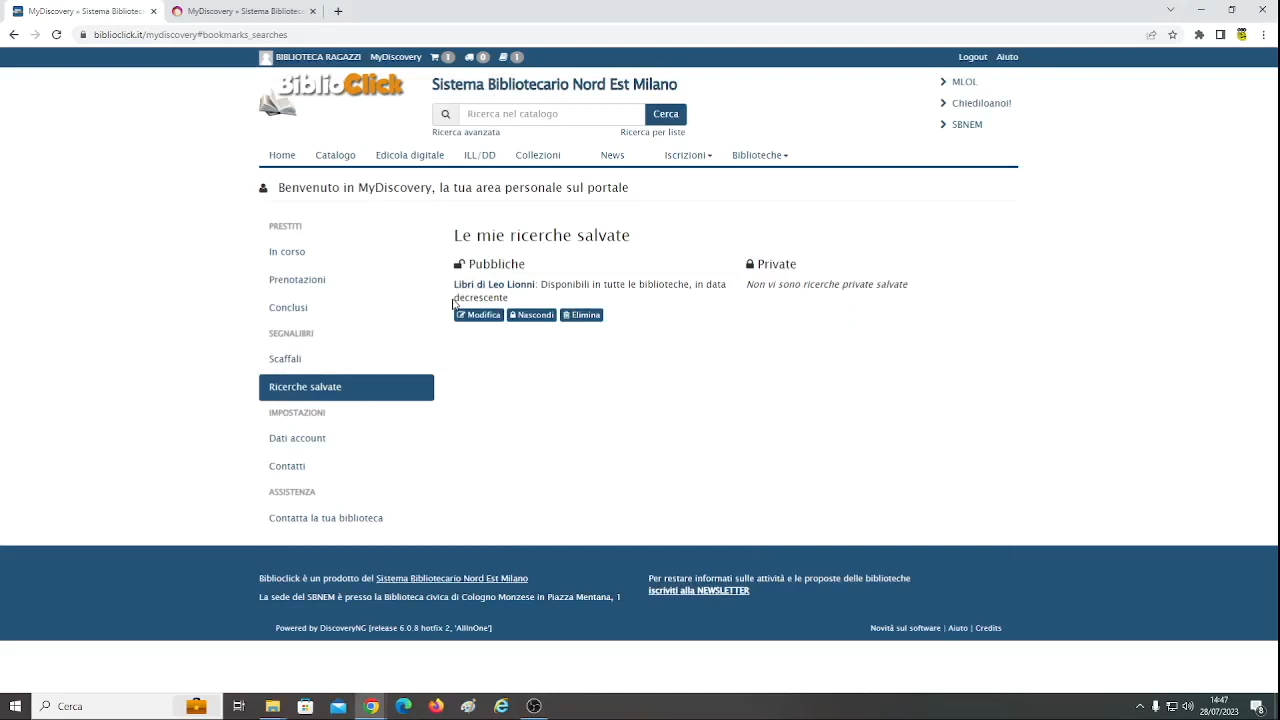 MyDiscovery » Sistema Bibliotec
MyDiscovery » Sistema Bibliotec
biblioclick.it/mydiscovery#bookmarks_searches
BIBLIOTECA RAGAZZI MyDiscovery 1 0 1 Logout Aiuto
BiblioClick
Sistema Bibliotecario Nord Est Milano
MLOL
Chiediloanoi!
SBNEM
Ricerca nel catalogo Cerca
Ricerca avanzata Ricerca per liste
Home Catalogo Edicola digitale ILL/DD Collezioni News Iscrizioni Biblioteche
Benvenuto in MyDiscovery, la tua area personale sul portale
PRESTITI
In corso
Prenotazioni
Conclusi
SEGNALIBRI
Scaffali
Ricerche salvate
IMPOSTAZIONI
Dati account
Contatti
ASSISTENZA
Contatta la tua biblioteca
Le mie ricerche salvate
Pubbliche
Libri di Leo Lionni: Disponibili in tutte le biblioteche, in data
decrescente
Modifica Nascondi Elimina
Private
Non vi sono ricerche private salvate
Biblioclick è un prodotto del Sistema Bibliotecario Nord Est Milano
La sede del SBNEM è presso la Biblioteca civica di Cologno Monzese in Piazza Mentana, 1
Per restare informati sulle attività e le proposte delle biblioteche
iscriviti alla NEWSLETTER
Powered by DiscoveryNG [release 6.0.8 hotfix 2, 'AllInOne']
Novità sul software | Aiuto | Credits
Cerca
14:47
28/07/2023